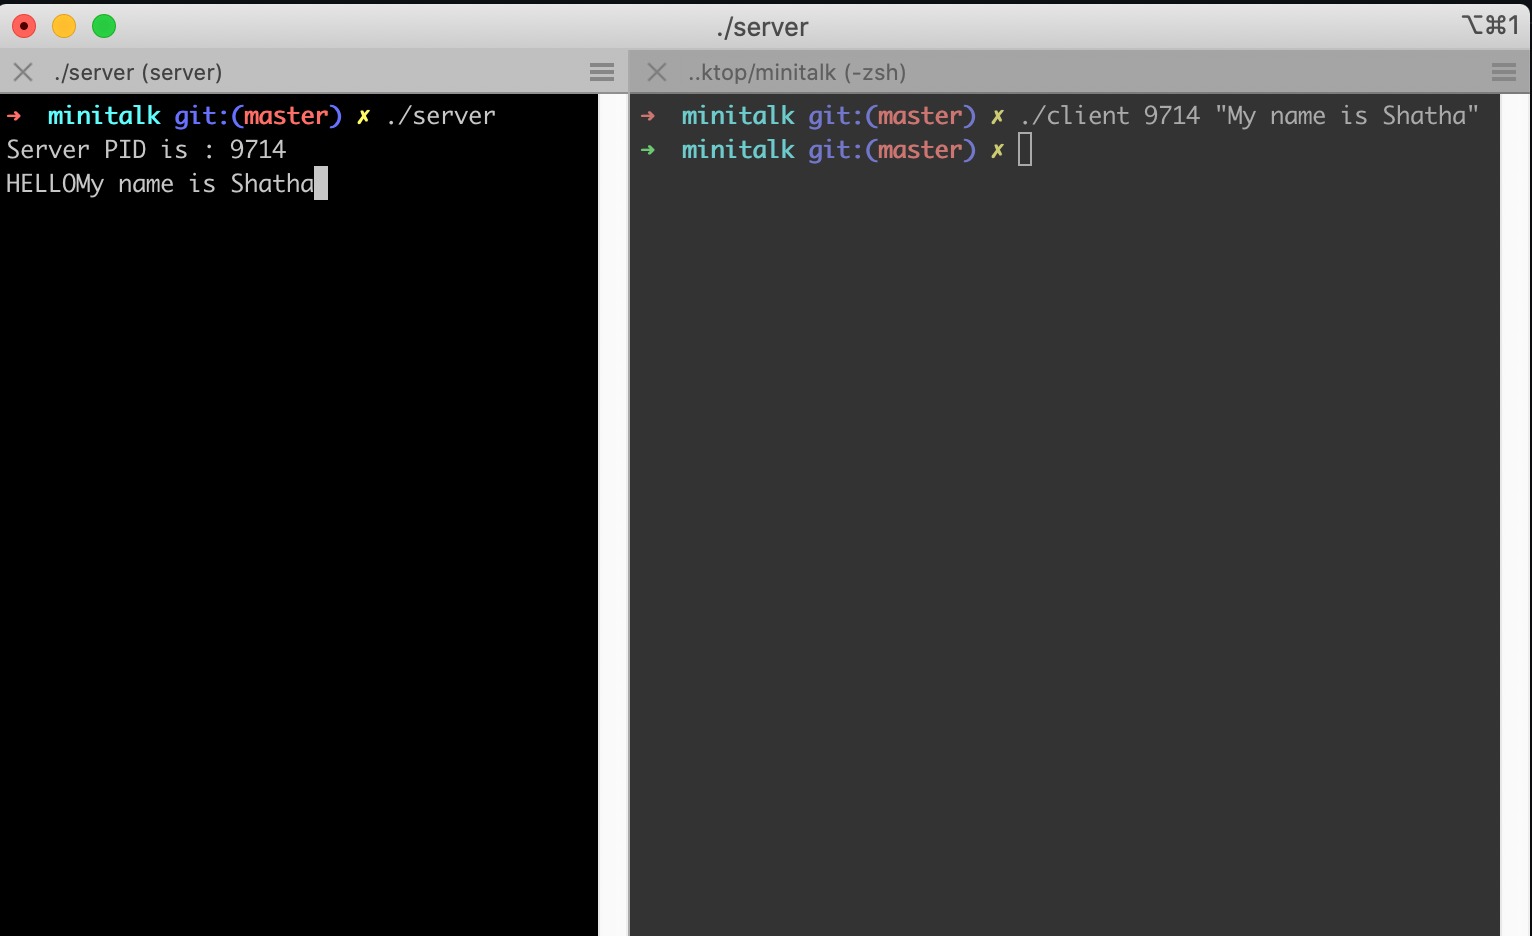 ./server
⌥⌘1
./server (server)
..ktop/minitalk (-zsh)
➜ minitalk git:(master) ✗ ./server
Server PID is : 9714
HELLOMy name is Shatha
➜ minitalk git:(master) ✗ ./client 9714 "My name is Shatha"
➜ minitalk git:(master) ✗